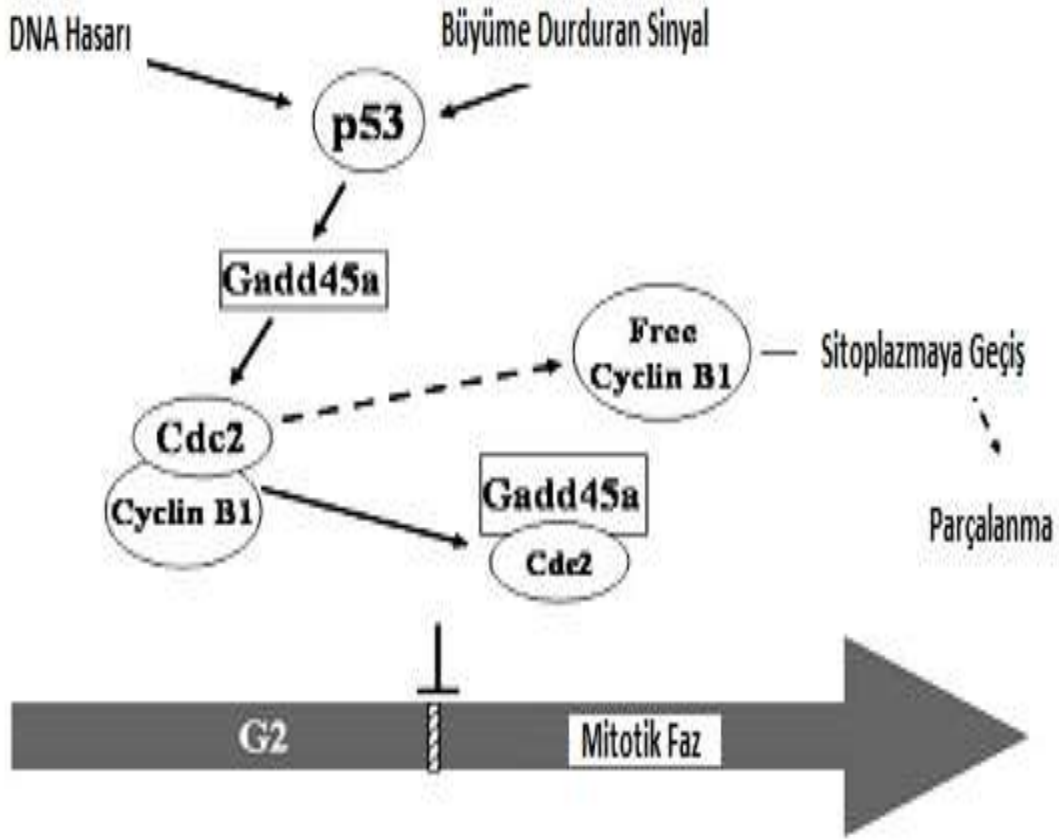 DNA Hasarı
Büyüme Durduran Sinyal
p53
Gadd45a
Free
Cyclin B1
Sitoplazmaya Geçiş
Cdc2
Cyclin B1
Gadd45a
Cdc2
Parçalanma
G2
Mitotik Faz